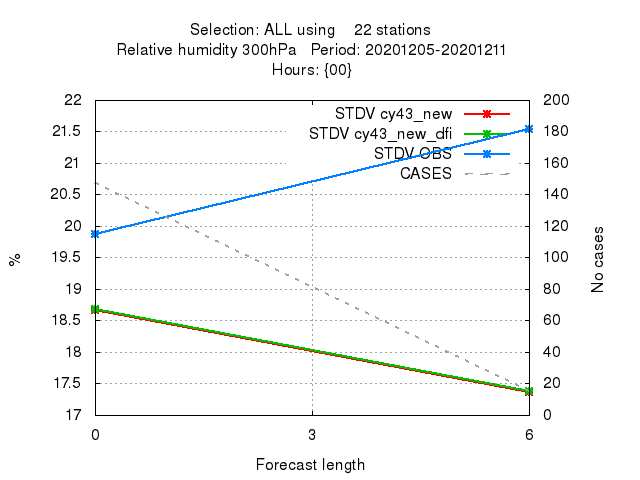 Selection: ALL using 22 stations
Relative humidity 300hPa Period: 20201205-20201211
Hours: {00}
22 200
STDV cy43_new
21.5 180
STDV cy43_new_dfi
STDV OBS
21 160
CASES
20.5 140
20 120
19.5 100
% No cases
19 80
18.5 60
18 40
17.5 20
17 0
0 3 6
Forecast length